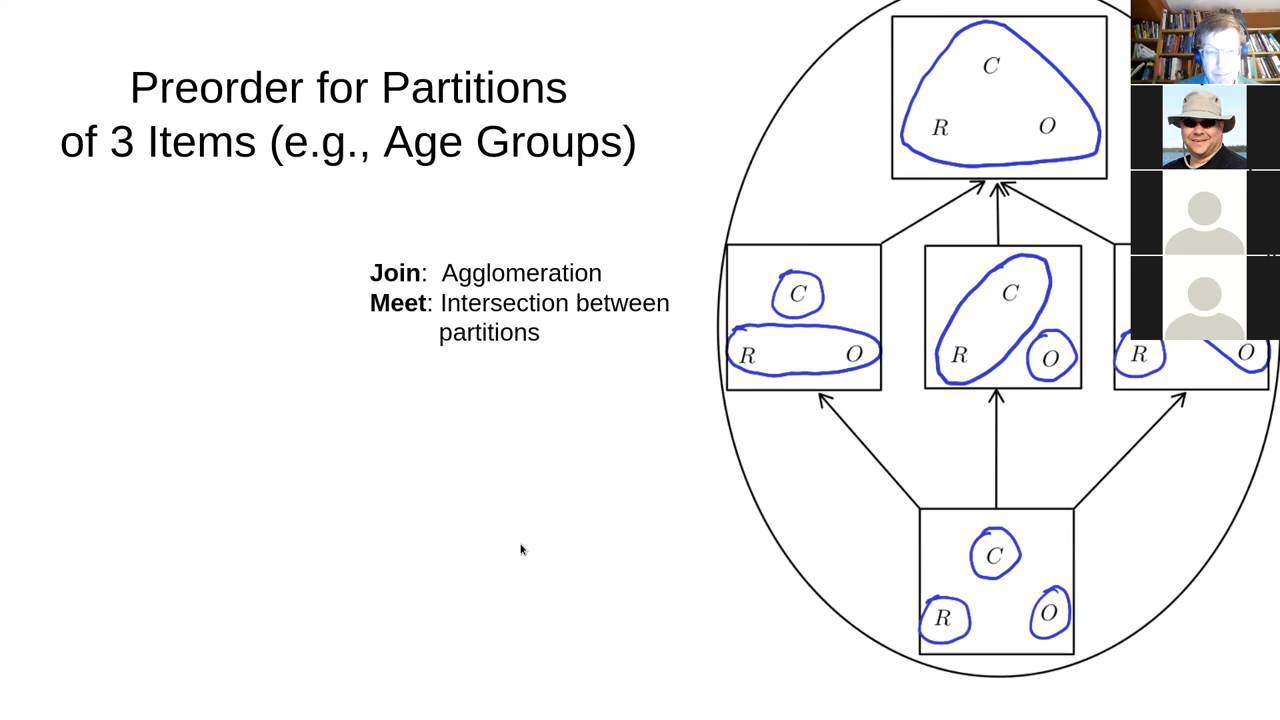 Preorder for Partitions
of 3 Items (e.g., Age Groups)
Join: Agglomeration
Meet: Intersection between
partitions
C
R O
C
R O
C
R O
R O
C
R O